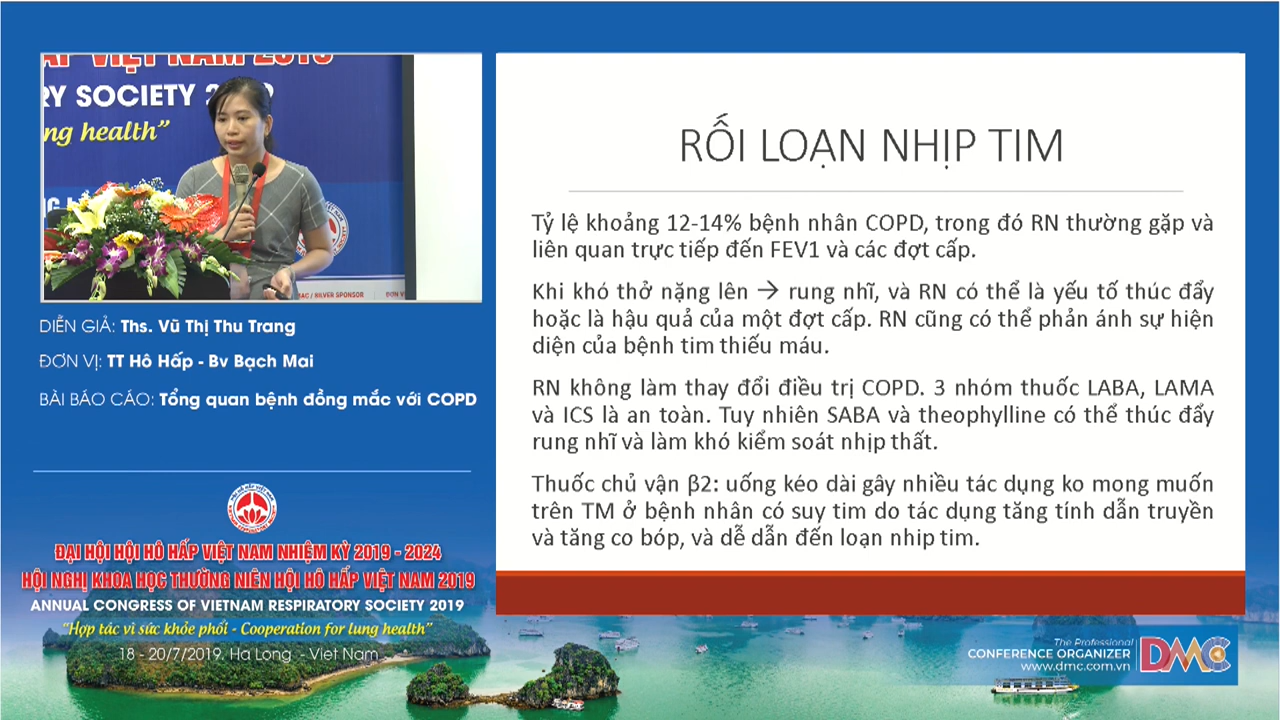 RY SOCIETY
ng health”
DIỄN GIẢ: Ths. Vũ Thị Thu Trang
ĐƠN VỊ: TT Hô Hấp - Bv Bạch Mai
BÀI BÁO CÁO: Tổng quan bệnh đồng mắc với COPD
ĐẠI HỘI HỘI HÔ HẤP VIỆT NAM NHIỆM KỲ 2019 - 2024
HỘI NGHỊ KHOA HỌC THƯỜNG NIÊN HỘI HÔ HẤP VIỆT NAM 2019
ANNUAL CONGRESS OF VIETNAM RESPIRATORY SOCIETY 2019
“Hợp tác vì sức khỏe phổi - Cooperation for lung health”
18 - 20/7/2019. Ha Long - Viet Nam
RỐI LOẠN NHỊP TIM
Tỷ lệ khoảng 12-14% bệnh nhân COPD, trong đó RN thường gặp và
liên quan trực tiếp đến FEV1 và các đợt cấp.
Khi khó thở nặng lên → rung nhĩ, và RN có thể là yếu tố thúc đẩy
hoặc là hậu quả của một đợt cấp. RN cũng có thể phản ánh sự hiện
diện của bệnh tim thiếu máu.
RN không làm thay đổi điều trị COPD. 3 nhóm thuốc LABA, LAMA
và ICS là an toàn. Tuy nhiên SABA và theophylline có thể thúc đẩy
rung nhĩ và làm khó kiểm soát nhịp thất.
Thuốc chủ vận β2: uống kéo dài gây nhiều tác dụng ko mong muốn
trên TM ở bệnh nhân có suy tim do tác dụng tăng tính dẫn truyền
và tăng co bóp, và dễ dẫn đến loạn nhip tim.
The Professional
CONFERENCE ORGANIZER
www.dmc.com.vn
DMC